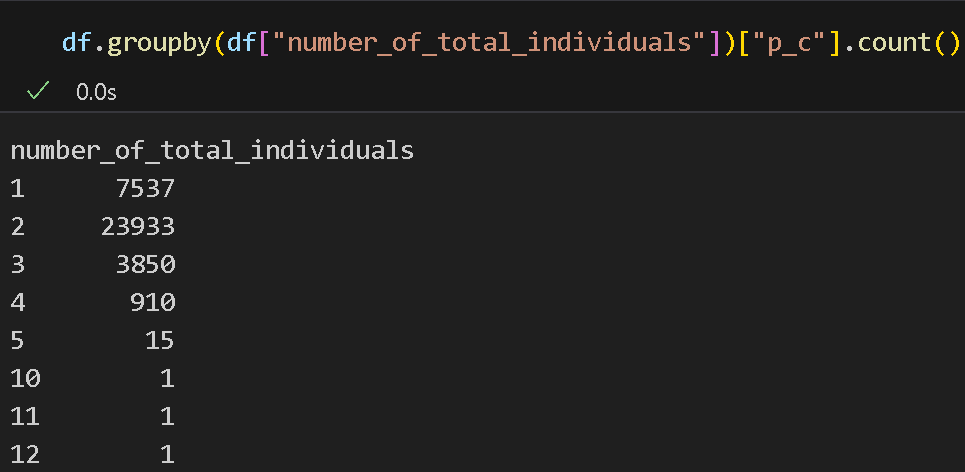 df.groupby(df["number_of_total_individuals"])["p_c"].count()
0.0s
number_of_total_individuals
1 7537
2 23933
3 3850
4 910
5 15
10 1
11 1
12 1